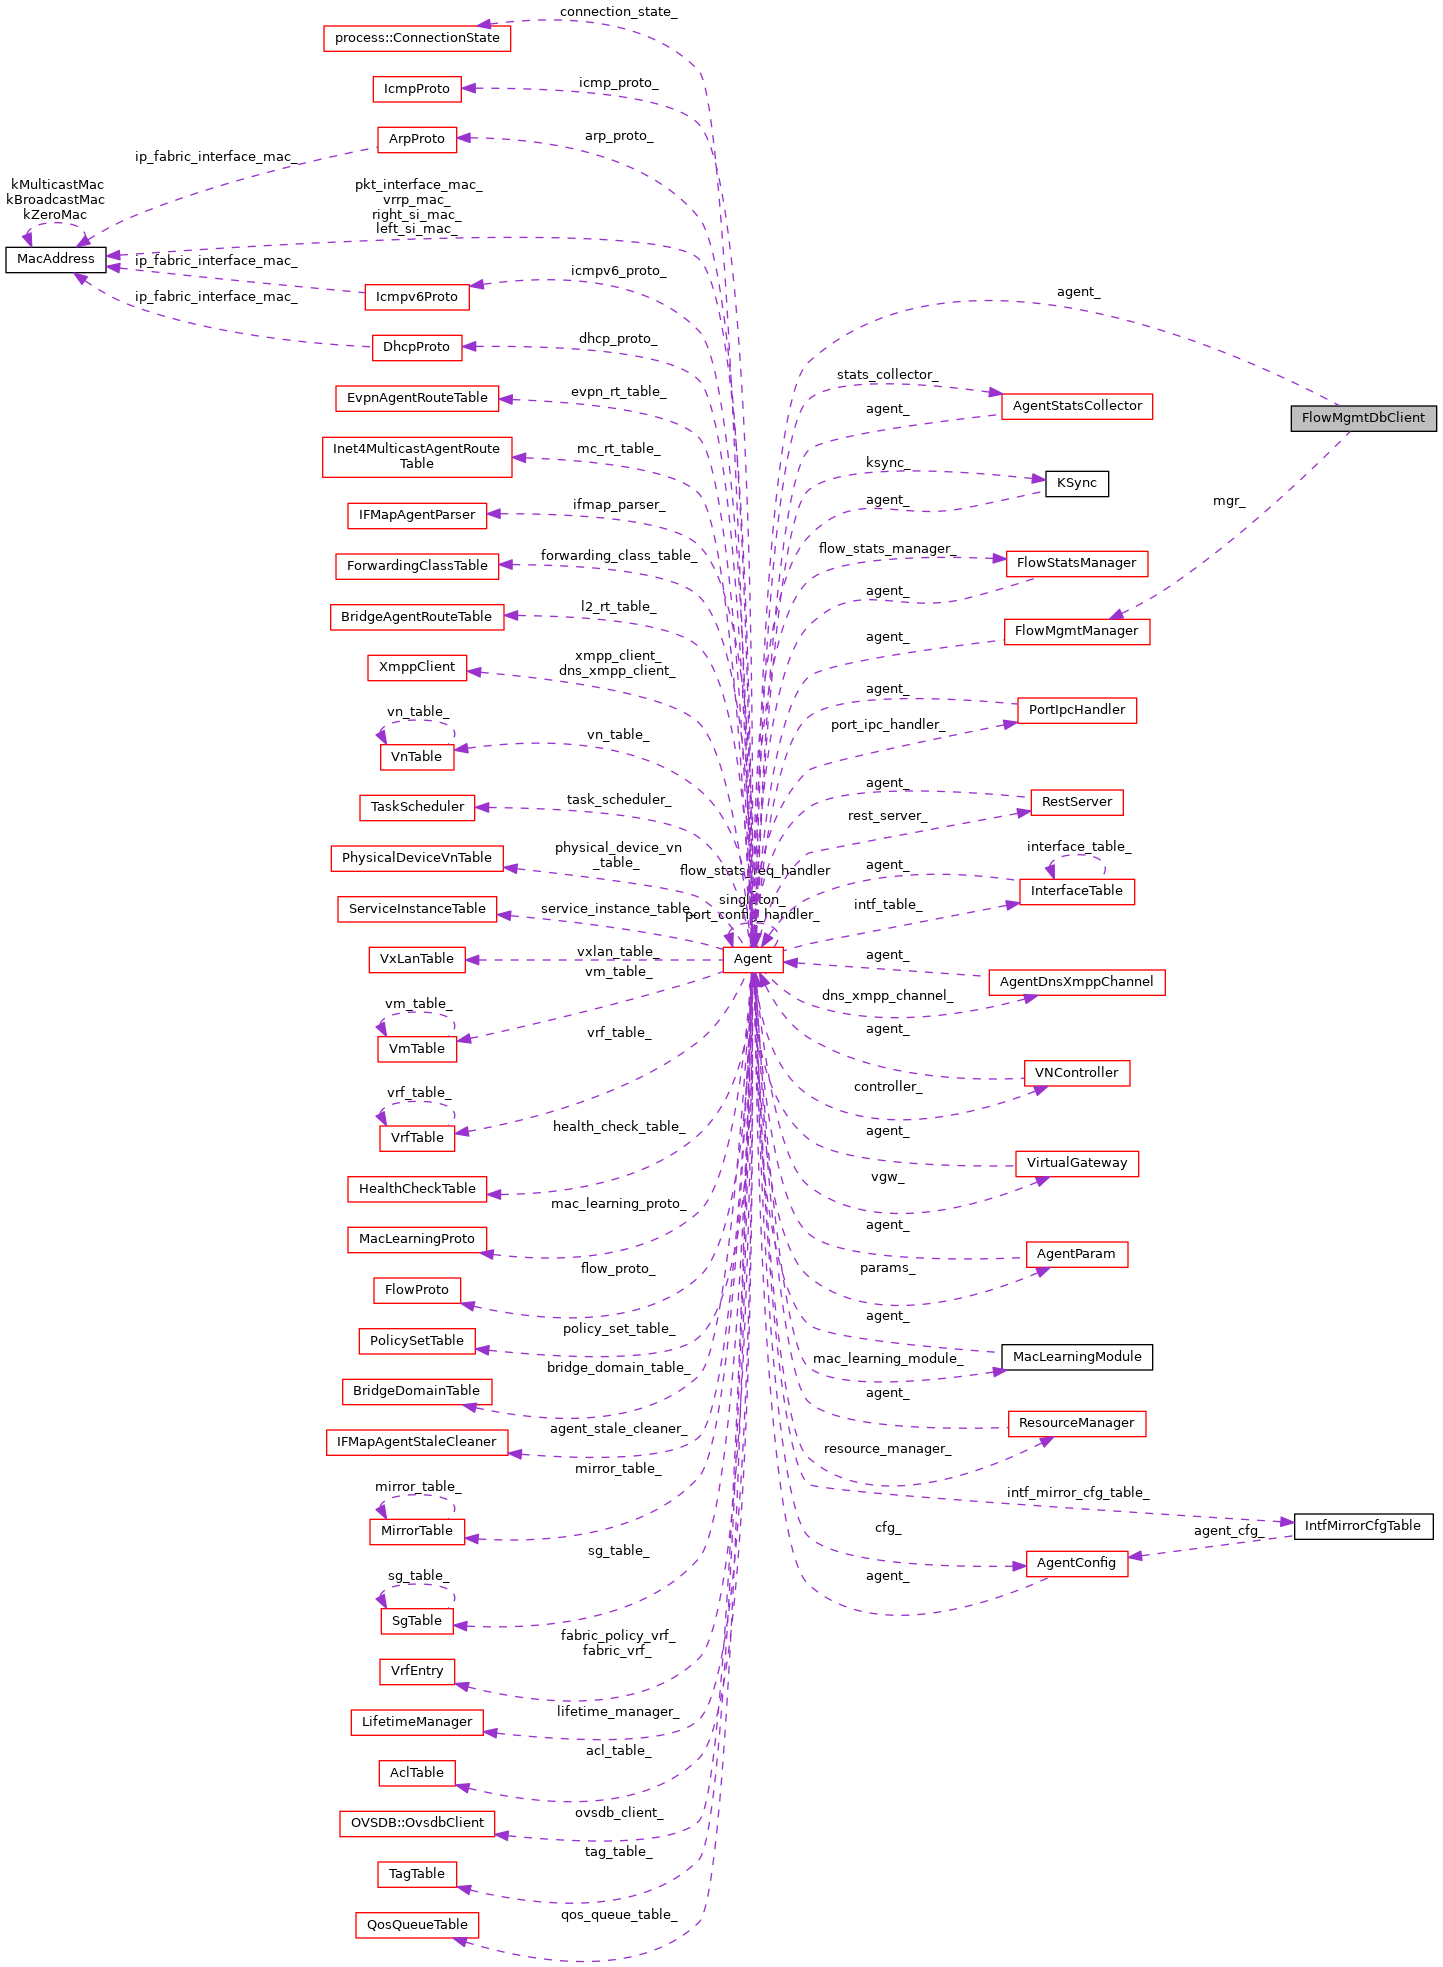 connection_state_
process::ConnectionState
icmp_proto_
IcmpProto
arp_proto_
ArpProto
ip_fabric_interface_mac_
kMulticastMac
kBroadcastMac
kZeroMac
pkt_interface_mac_
vrrp_mac_
right_si_mac_
left_si_mac_
MacAddress
ip_fabric_interface_mac_
icmpv6_proto_
Icmpv6Proto
ip_fabric_interface_mac_
dhcp_proto_
DhcpProto
evpn_rt_table_
EvpnAgentRouteTable
mc_rt_table_
Inet4MulticastAgentRoute
Table
ifmap_parser_
IFMapAgentParser
forwarding_class_table_
ForwardingClassTable
l2_rt_table_
BridgeAgentRouteTable
xmpp_client_
dns_xmpp_client_
XmppClient
vn_table_
vn_table_
VnTable
task_scheduler_
TaskScheduler
physical_device_vn
_table_
PhysicalDeviceVnTable
service_instance_table_
ServiceInstanceTable
vxlan_table_
VxLanTable
vm_table_
vm_table_
VmTable
vrf_table_
vrf_table_
VrfTable
health_check_table_
HealthCheckTable
mac_learning_proto_
MacLearningProto
flow_proto_
FlowProto
policy_set_table_
PolicySetTable
bridge_domain_table_
BridgeDomainTable
agent_stale_cleaner_
IFMapAgentStaleCleaner
mirror_table_
mirror_table_
MirrorTable
sg_table_
sg_table_
SgTable
fabric_policy_vrf_
fabric_vrf_
VrfEntry
lifetime_manager_
LifetimeManager
acl_table_
AclTable
ovsdb_client_
OVSDB::OvsdbClient
tag_table_
TagTable
qos_queue_table_
QosQueueTable
flow_stats_req_handler
_
singleton_
port_config_handler_
Agent
agent_
FlowMgmtDbClient
mgr_
stats_collector_
AgentStatsCollector
agent_
ksync_
KSync
agent_
flow_stats_manager_
FlowStatsManager
agent_
FlowMgmtManager
agent_
agent_
PortIpcHandler
port_ipc_handler_
agent_
RestServer
rest_server_
interface_table_
agent_
InterfaceTable
intf_table_
agent_
AgentDnsXmppChannel
dns_xmpp_channel_
agent_
VNController
controller_
agent_
VirtualGateway
vgw_
agent_
AgentParam
params_
agent_
MacLearningModule
mac_learning_module_
agent_
ResourceManager
resource_manager_
intf_mirror_cfg_table_
IntfMirrorCfgTable
agent_cfg_
cfg_
AgentConfig
agent_